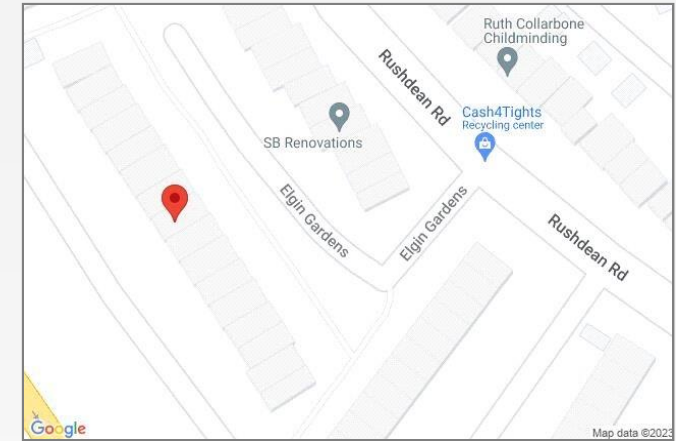 Ruth Collarbone
Childminding
Rushdean Rd
Cash4Tights
Recycling center
SB Renovations
Elgin Gardens
Elgin Gardens
Rushdean Rd
Google
Map data ©2023